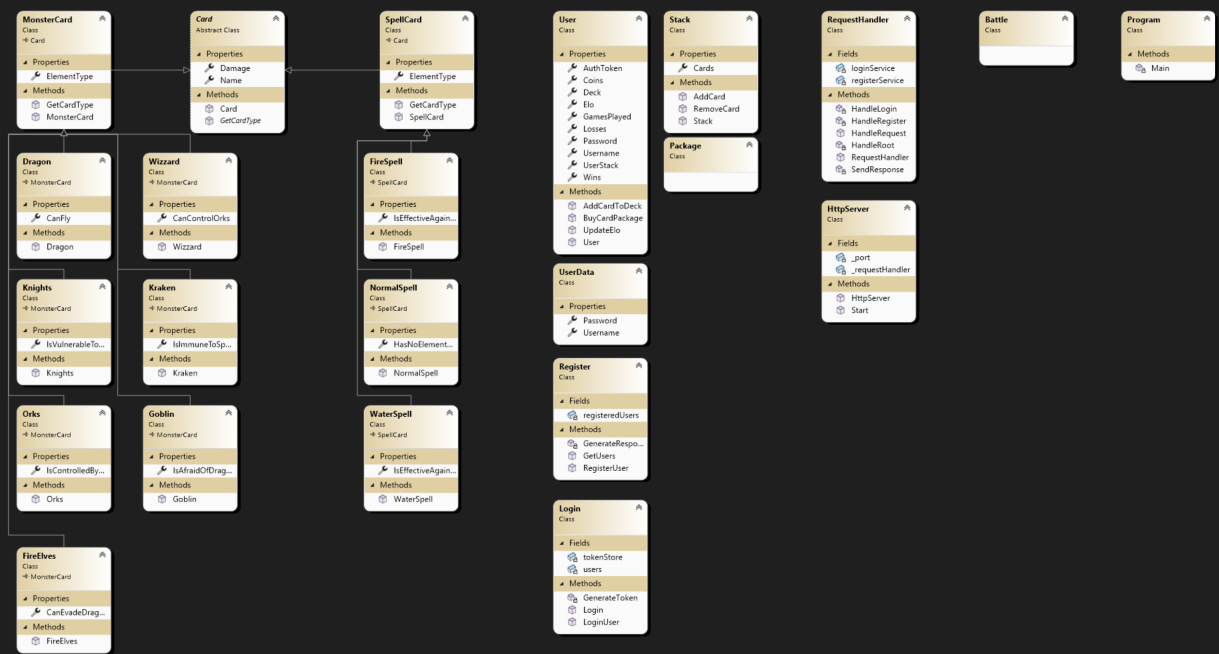 MonsterCard
Class
Card
Properties
ElementType
Methods
GetCardType
MonsterCard
Card
Abstract Class
Properties
Damage
Name
Methods
Card
GetCardType
SpellCard
Class
Card
Properties
ElementType
Methods
GetCardType
SpellCard
Dragon
Class
MonsterCard
Properties
CanFly
Methods
Dragon
Wizzard
Class
MonsterCard
Properties
CanControlOrks
Methods
Wizzard
FireSpell
Class
SpellCard
Properties
IsEffectiveAgain...
Methods
FireSpell
Knights
Class
MonsterCard
Properties
IsVulnerableTo...
Methods
Knights
Kraken
Class
MonsterCard
Properties
IsImmuneToSp...
Methods
Kraken
NormalSpell
Class
SpellCard
Properties
HasNoElement...
Methods
NormalSpell
Orks
Class
MonsterCard
Properties
IsControlledBy...
Methods
Orks
Goblin
Class
MonsterCard
Properties
IsAfraidOfDrag...
Methods
Goblin
WaterSpell
Class
SpellCard
Properties
IsEffectiveAgain...
Methods
WaterSpell
FireElves
Class
MonsterCard
Properties
CanEvadeDrag...
Methods
FireElves
User
Class
Properties
AuthToken
Coins
Deck
Elo
GamesPlayed
Losses
Password
Username
UserStack
Wins
Methods
AddCardToDeck
BuyCardPackage
UpdateElo
User
UserData
Class
Properties
Password
Username
Register
Class
Fields
registeredUsers
Methods
GenerateRespo...
GetUsers
RegisterUser
Login
Class
Fields
tokenStore
users
Methods
GenerateToken
Login
LoginUser
Stack
Class
Properties
Cards
Methods
AddCard
RemoveCard
Stack
Package
Class
RequestHandler
Class
Fields
loginService
registerService
Methods
HandleLogin
HandleRegister
HandleRequest
HandleRoot
RequestHandler
SendResponse
HttpServer
Class
Fields
_port
_requestHandler
Methods
HttpServer
Start
Battle
Class
Program
Class
Methods
Main